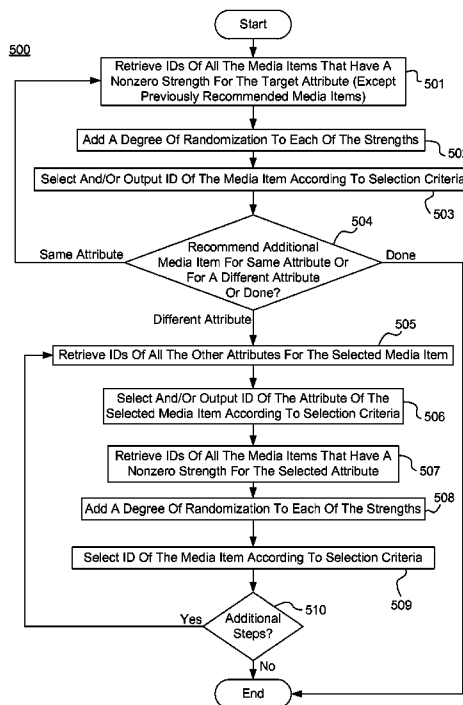 Start
500
Retrieve IDs Of All The Media Items That Have A
Nonzero Strength For The Target Attribute (Except
Previously Recommended Media Items)
501
Add A Degree Of Randomization To Each Of The Strengths
502
Select And/Or Output ID Of The Media Item According To Selection Criteria
503
504
Same Attribute
Recommend Additional
Media Item For Same Attribute Or
For A Different Attribute
Or Done?
Done
Different Attribute
505
Retrieve IDs Of All The Other Attributes For The Selected Media Item
Select And/Or Output ID Of The Attribute Of The
Selected Media Item According To Selection Criteria
506
Retrieve IDs Of All The Media Items That Have A
Nonzero Strength For The Selected Attribute
507
508
Add A Degree Of Randomization To Each Of The Strengths
Select ID Of The Media Item According To Selection Criteria
509
510
Yes
Additional
Steps?
No
End